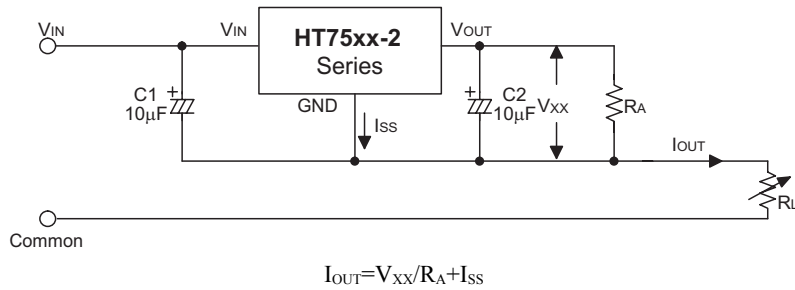 VIN
VIN
HT75xx-2
Series
VOUT
C1
10μF
GND
ISS
C2
10μF
VXX
RA
IOUT
RL
Common
IOUT=VXX/RA+ISS